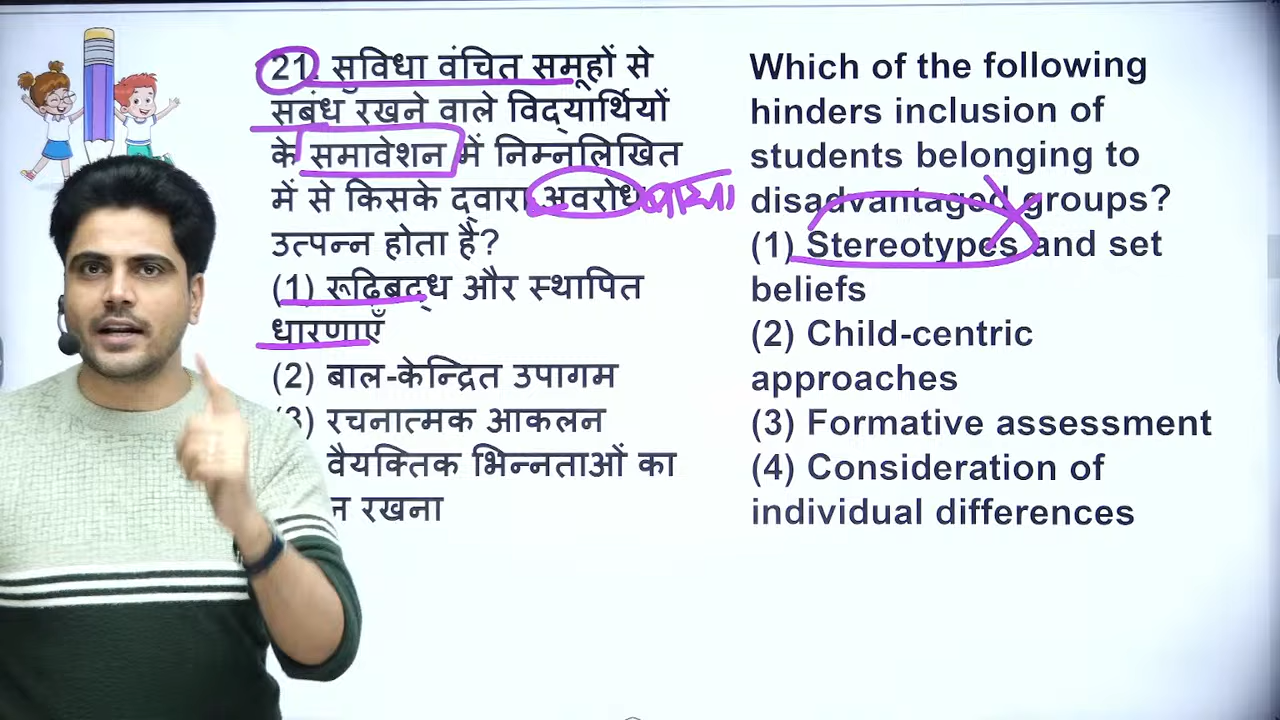 21. सुविधा वंचित समूहों से
सबंध रखने वाले विद्यार्थियों
के समावेशन में निम्नलिखित
में से किसके द्वारा अवरोध बाधा
उत्पन्न होता है?
(1) रूढ़िबद्ध और स्थापित
धारणाएँ
(2) बाल-केन्द्रित उपागम
(3) रचनात्मक आकलन
वैयक्तिक भिन्नताओं का
रखना
Which of the following
hinders inclusion of
students belonging to
disadvantaged groups?
(1) Stereotypes and set
beliefs
(2) Child-centric
approaches
(3) Formative assessment
(4) Consideration of
individual differences